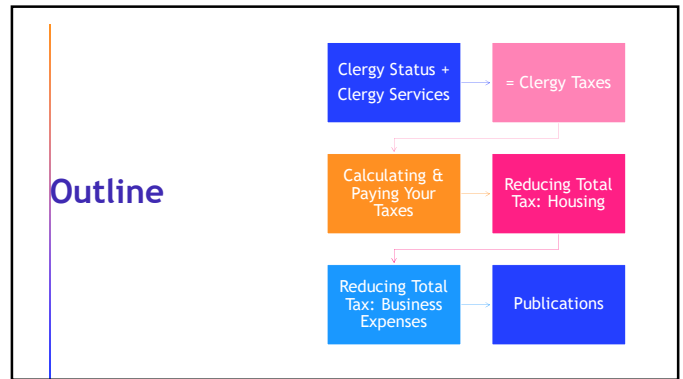 Outline
Clergy Status +
Clergy Services
= Clergy Taxes
Calculating &
Paying Your
Taxes
Reducing Total
Tax: Housing
Reducing Total
Tax: Business
Expenses
Publications